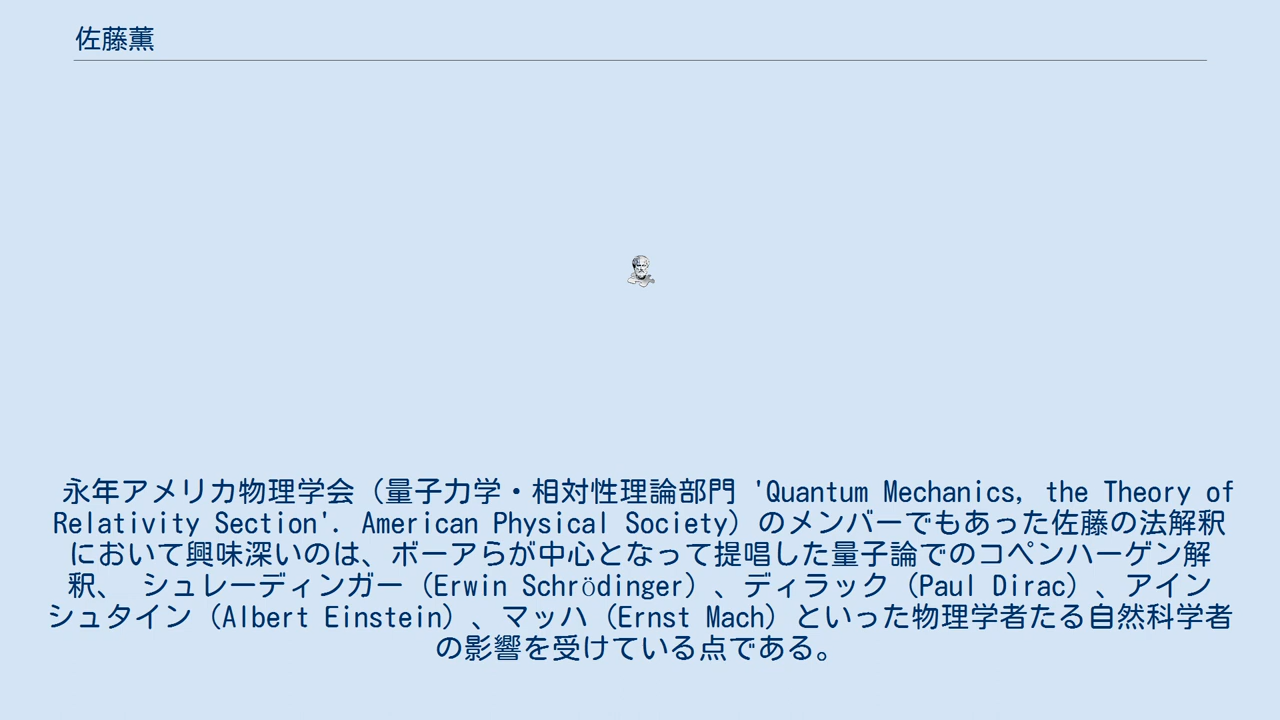 佐藤薫
永年アメリカ物理学会（量子力学・相対性理論部門 'Quantum Mechanics, the Theory of
Relativity Section'. American Physical Society）のメンバーでもあった佐藤の法解釈
において興味深いのは、ボーアらが中心となって提唱した量子論でのコペンハーゲン解
釈、 シュレーディンガー（Erwin Schrödinger）、ディラック（Paul Dirac）、アイン
シュタイン（Albert Einstein）、マッハ（Ernst Mach）といった物理学者たる自然科学者
の影響を受けている点である。